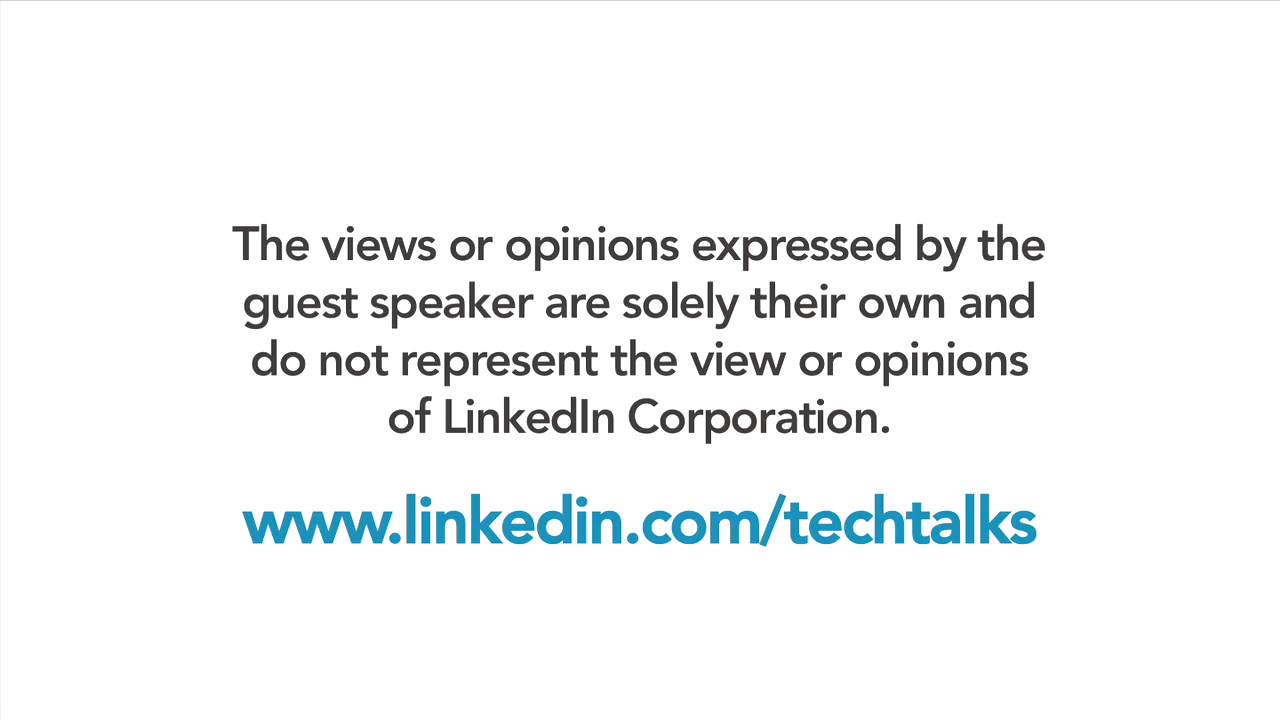 The views or opinions expressed by the
guest speaker are solely their own and
do not represent the view or opinions
of LinkedIn Corporation.
www.linkedin.com/techtalks